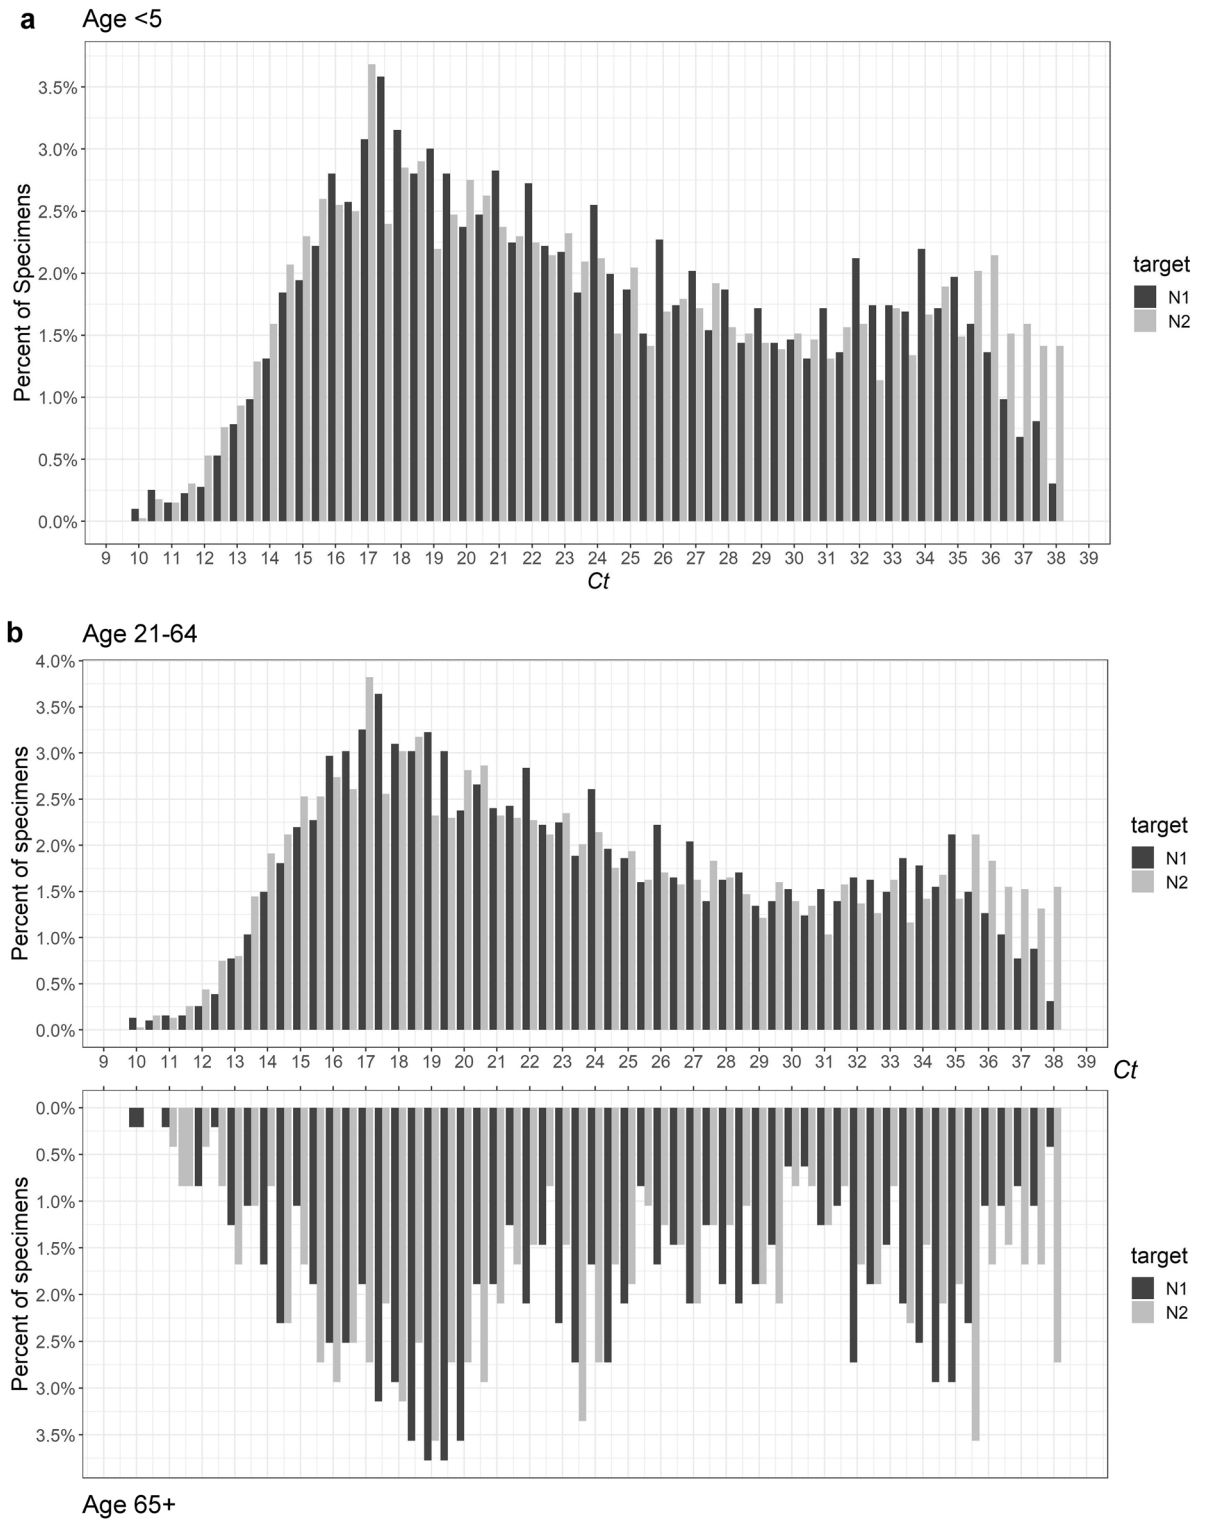 a Age <5
Percent of Specimens
3.5%
3.0%
2.5%
2.0%
1.5%
1.0%
0.5%
0.0%
9 10 11 12 13 14 15 16 17 18 19 20 21 22 23 24 25 26 27 28 29 30 31 32 33 34 35 36 37 38 39
Ct
target
N1
N2
b Age 21-64
Percent of specimens
4.0%
3.5%
3.0%
2.5%
2.0%
1.5%
1.0%
0.5%
0.0%
9 10 11 12 13 14 15 16 17 18 19 20 21 22 23 24 25 26 27 28 29 30 31 32 33 34 35 36 37 38 39
Ct
target
N1
N2
Percent of specimens
0.0%
0.5%
1.0%
1.5%
2.0%
2.5%
3.0%
3.5%
target
N1
N2
Age 65+